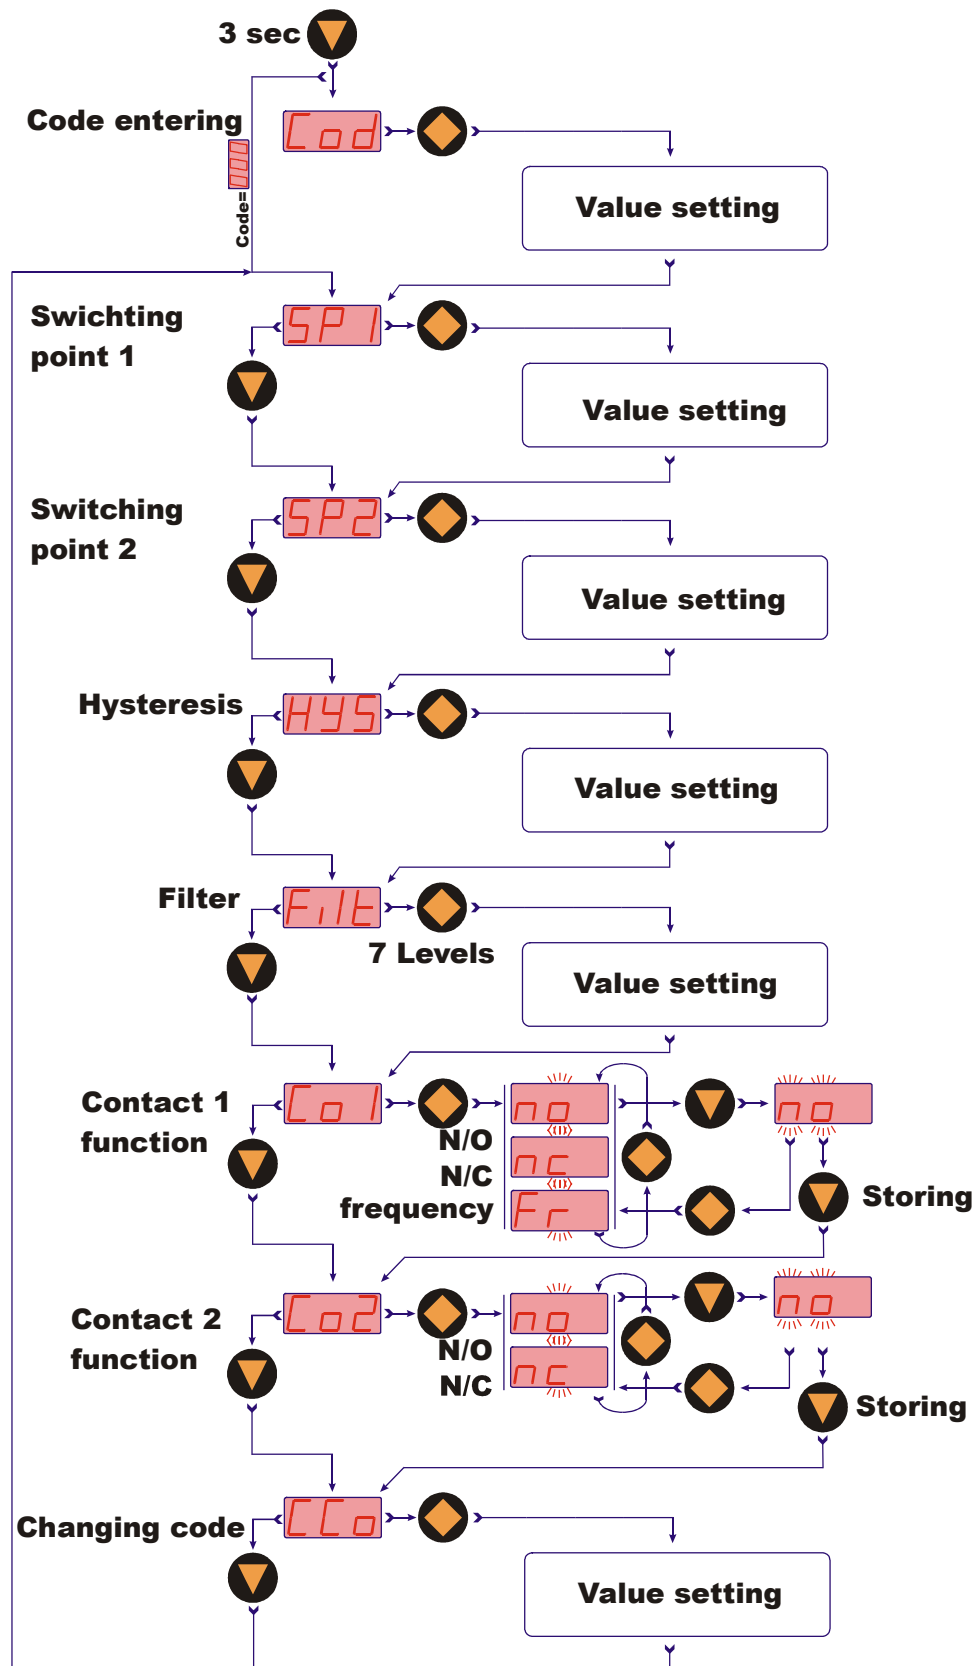 3 sec
Code entering
Cod
Code=000
Value setting
Swichting
point 1
SP1
Value setting
Switching
point 2
SP2
Value setting
Hysteresis
HYS
Value setting
Filter
Filt
7 Levels
Value setting
Contact 1
function
Co1
no
N/O
nc
N/C
Fr
frequency
no
Storing
Contact 2
function
Co2
no
N/O
nc
N/C
no
Storing
Changing code
CCo
Value setting